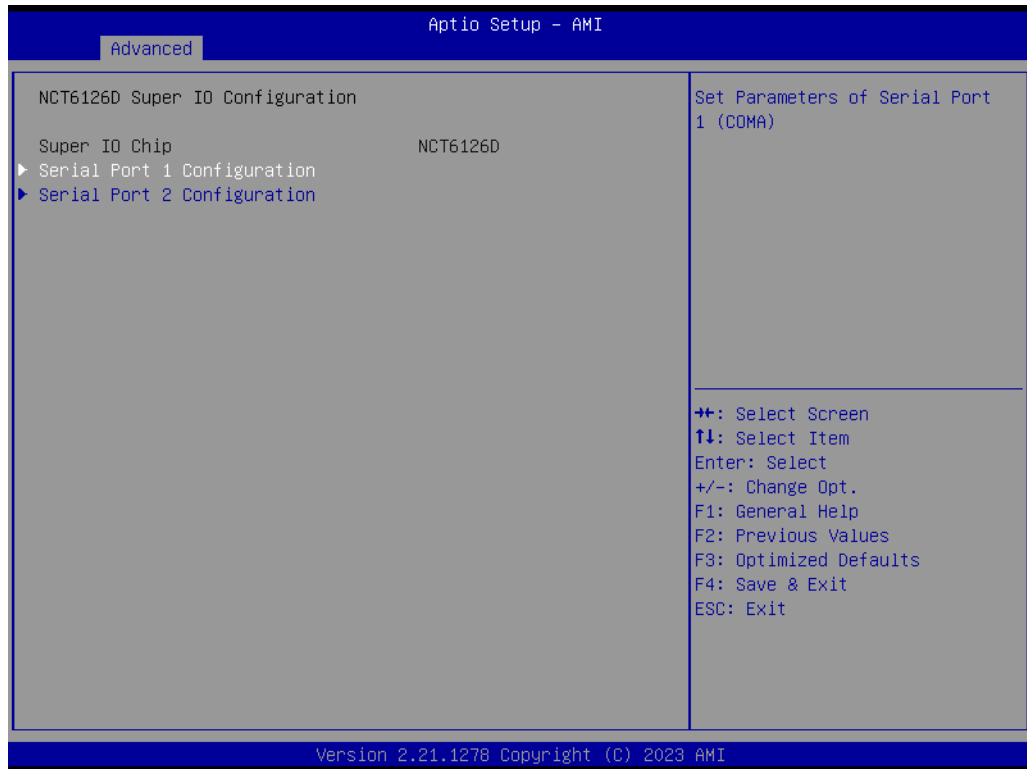 Aptio Setup – AMI
Advanced
NCT6126D Super IO Configuration
Super IO Chip NCT6126D
Serial Port 1 Configuration
Serial Port 2 Configuration
Set Parameters of Serial Port
1 (COMA)
→←: Select Screen
↑↓: Select Item
Enter: Select
+/-: Change Opt.
F1: General Help
F2: Previous Values
F3: Optimized Defaults
F4: Save & Exit
ESC: Exit
Version 2.21.1278 Copyright (C) 2023 AMI